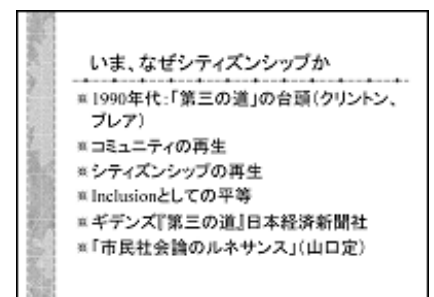 いま、なぜシティズンシップか
1990年代:「第三の道」の台頭(クリントン、
ブレア)
コミュニティの再生
シティズンシップの再生
Inclusionとしての平等
ギデンズ『第三の道』日本経済新聞社
「市民社会論のルネサンス」(山口定)